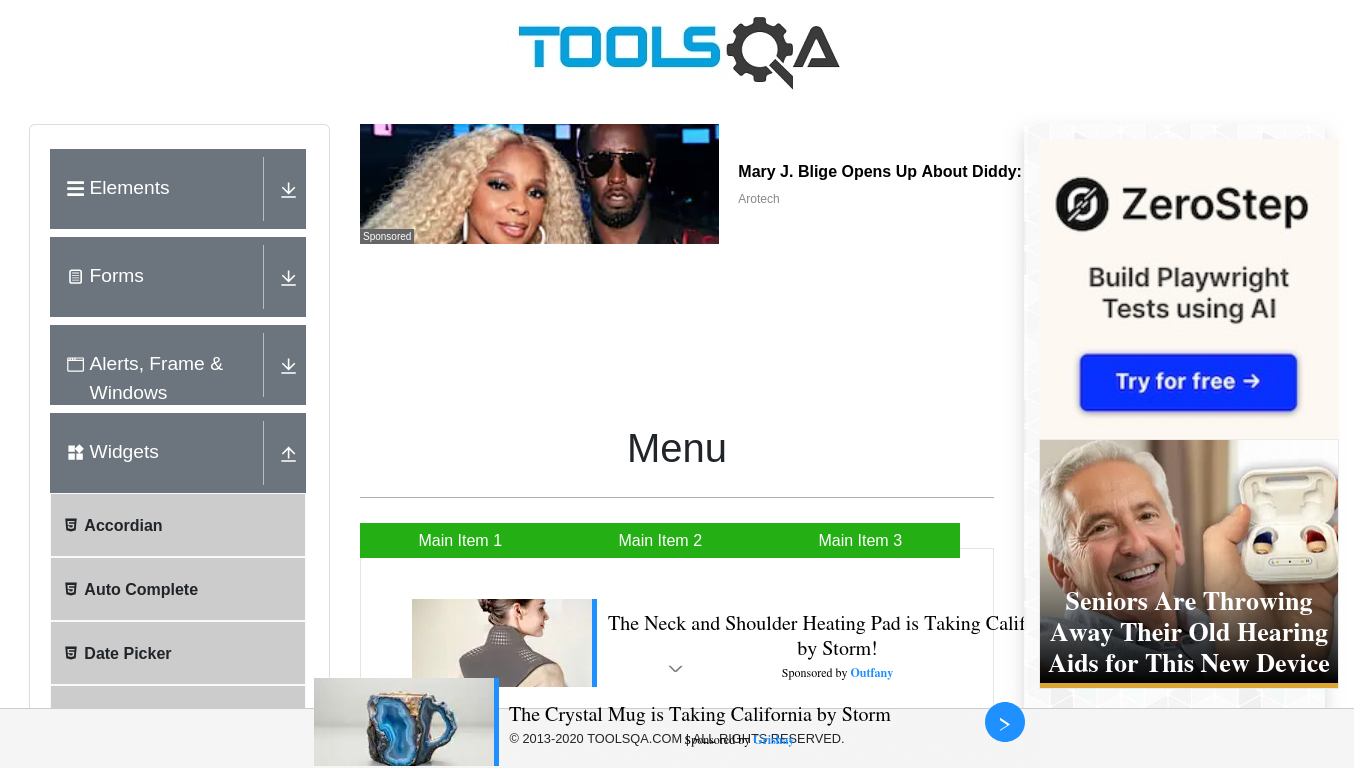 TOOLSQA
Elements
Forms
Alerts, Frame &
Windows
Widgets
Accordian
Auto Complete
Date Picker
Sponsored
Mary J. Blige Opens Up About Diddy:
Arotech
Menu
Main Item 1
Main Item 2
Main Item 3
The Neck and Shoulder Heating Pad is Taking Calif
by Storm!
Sponsored by Outfany
The Crystal Mug is Taking California by Storm
Sponsored by
© 2013-2020 TOOLSQA.COM | ALL RIGHTS RESERVED.
ZeroStep
Build Playwright
Tests using AI
Try for free →
Seniors Are Throwing
Away Their Old Hearing
Aids for This New Device